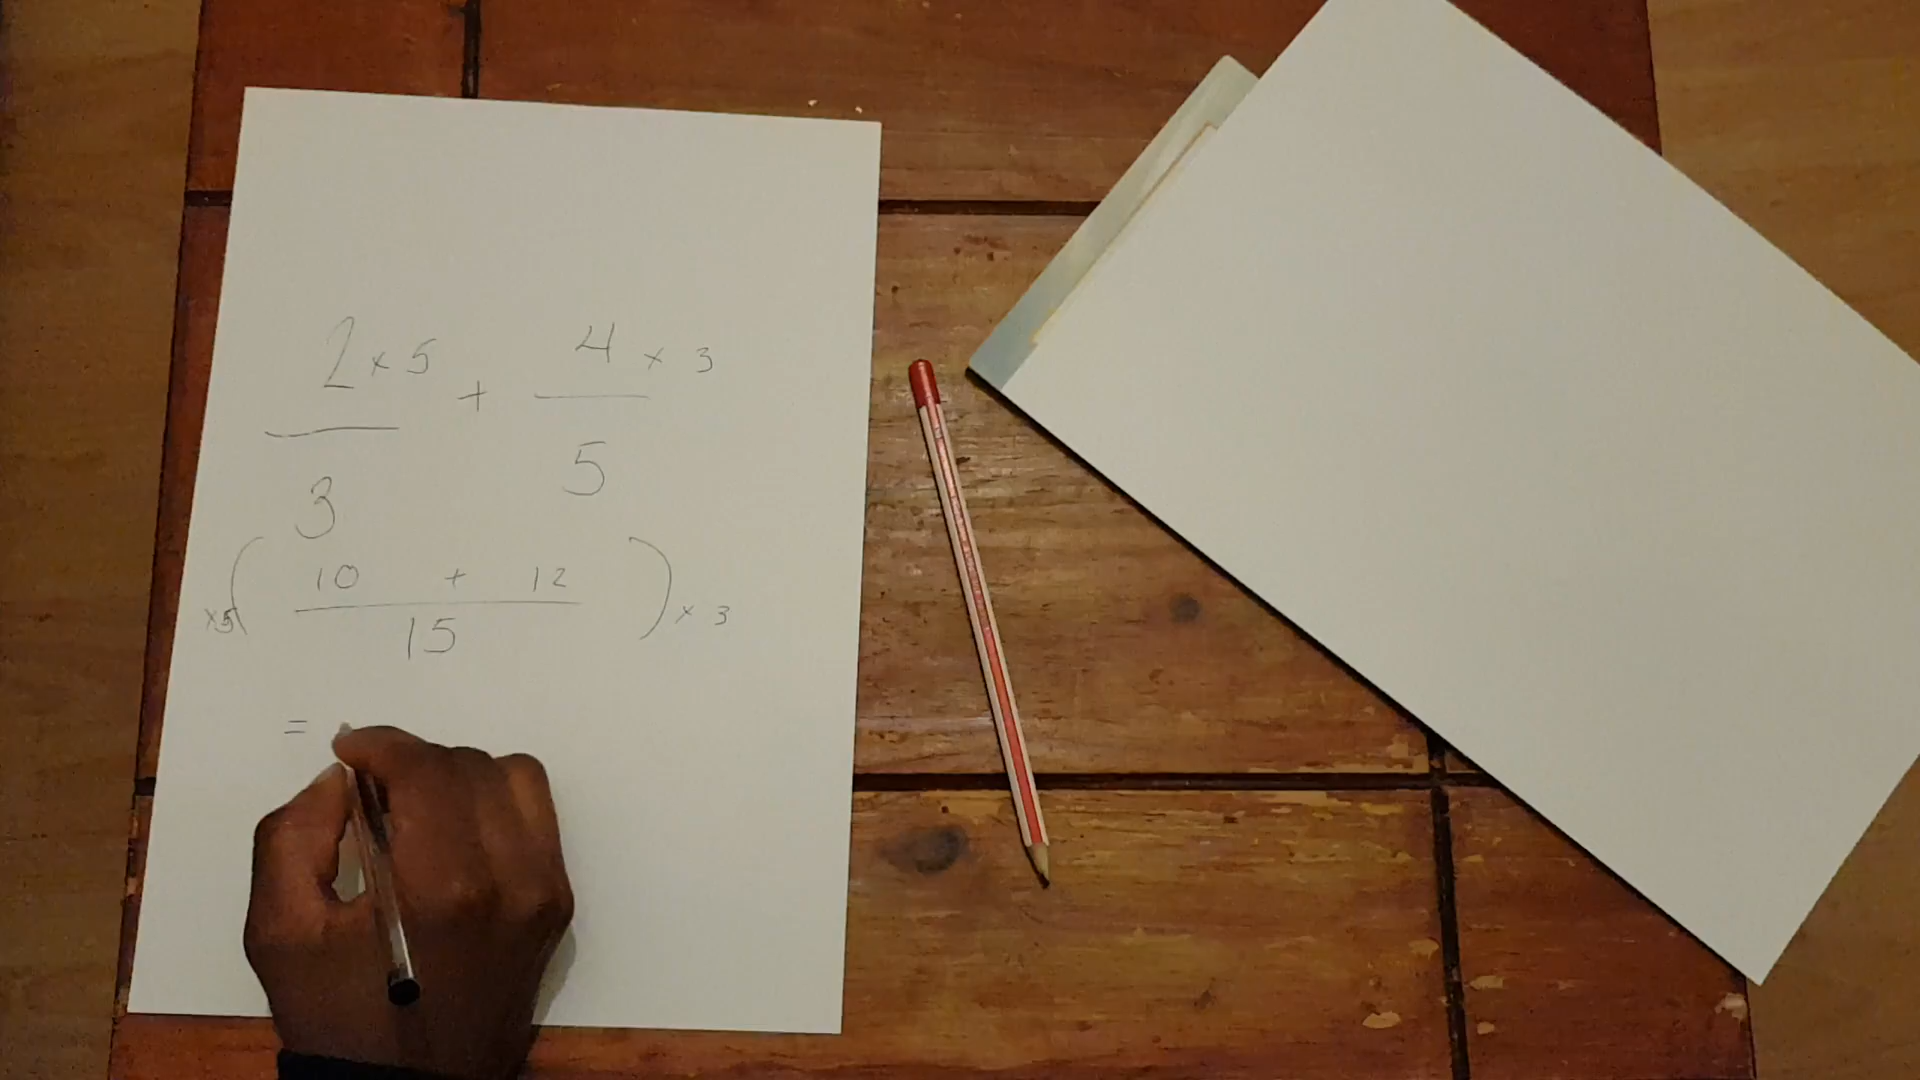 2 × 5 + 4 × 3
3 5
10 + 12
×5 ( ) × 3
15
=